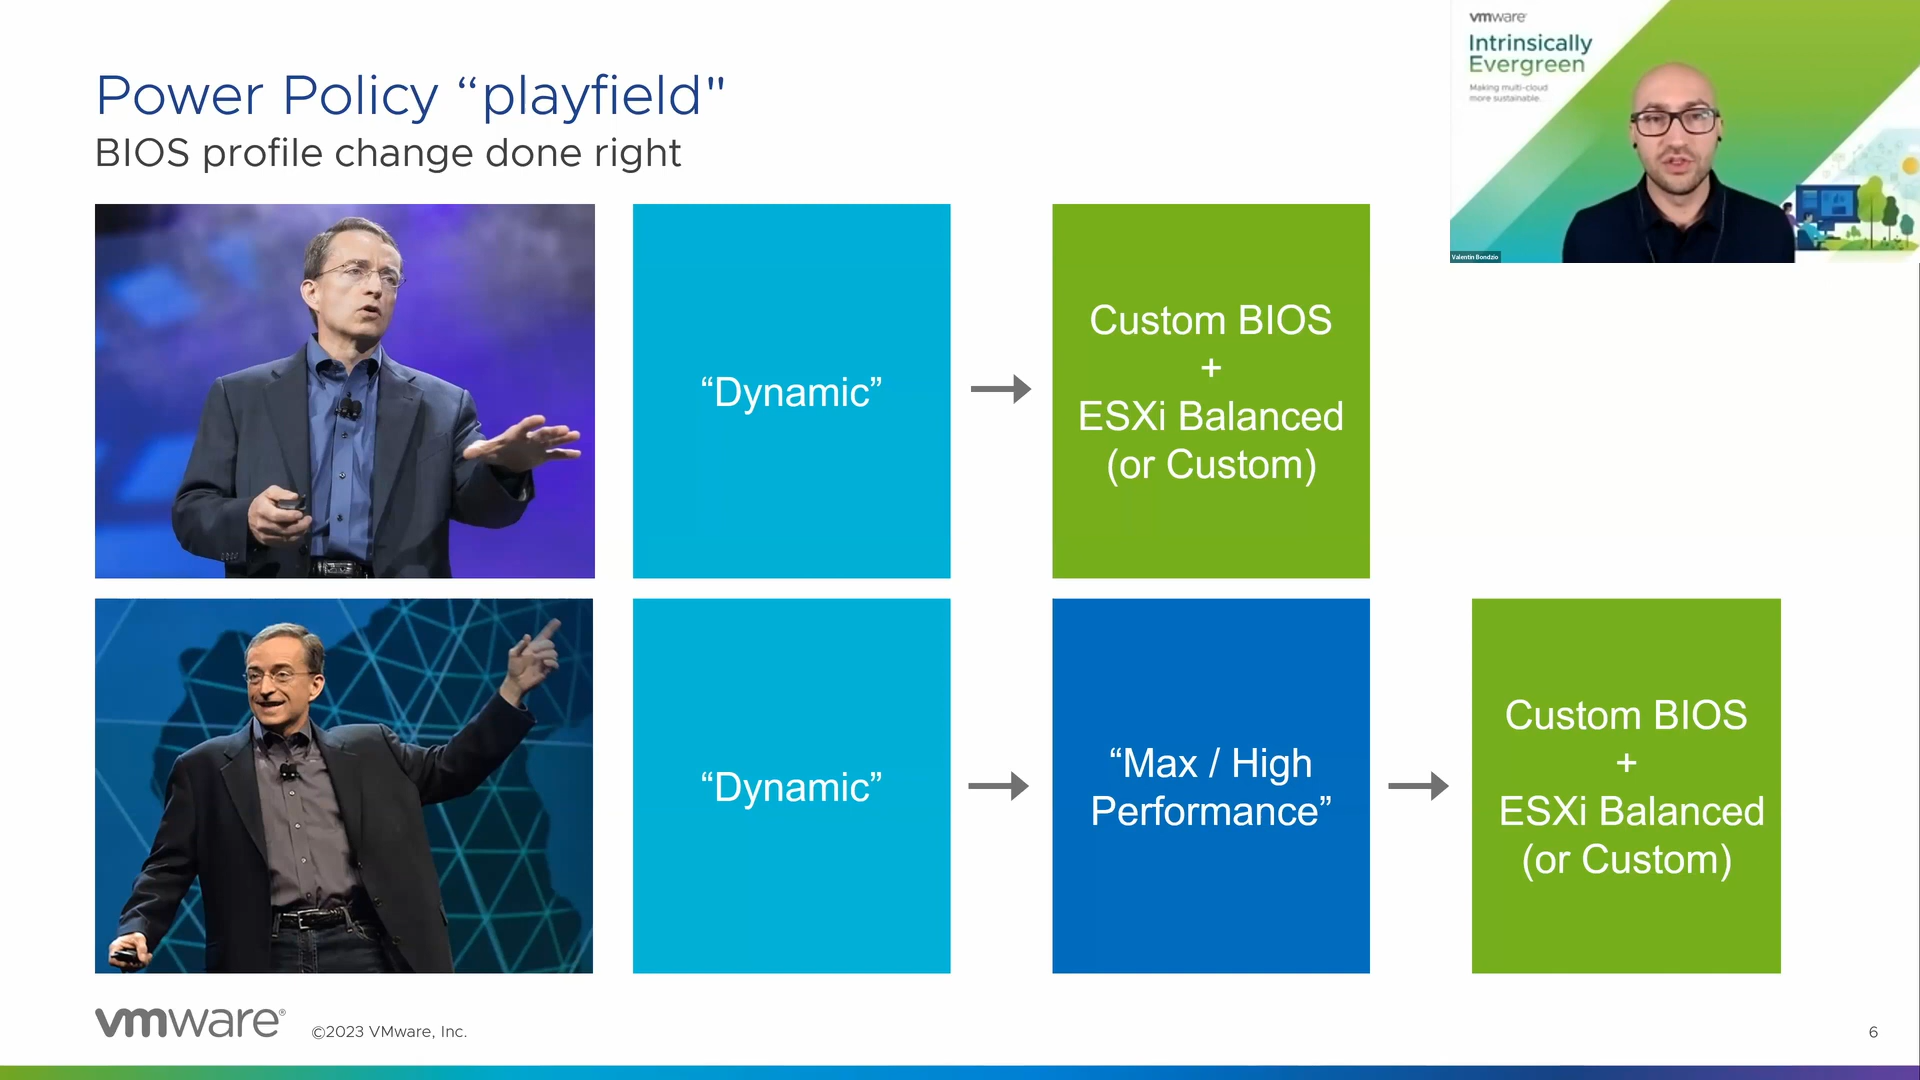 Power Policy “playfield"
BIOS profile change done right
vmware
Intrinsically
Evergreen
Making multi-cloud
more sustainable.
Valentin Bondzio
“Dynamic”
Custom BIOS
+
ESXi Balanced
(or Custom)
“Dynamic”
“Max / High
Performance”
Custom BIOS
+
ESXi Balanced
(or Custom)
vmware®
©2023 VMware, Inc.
6